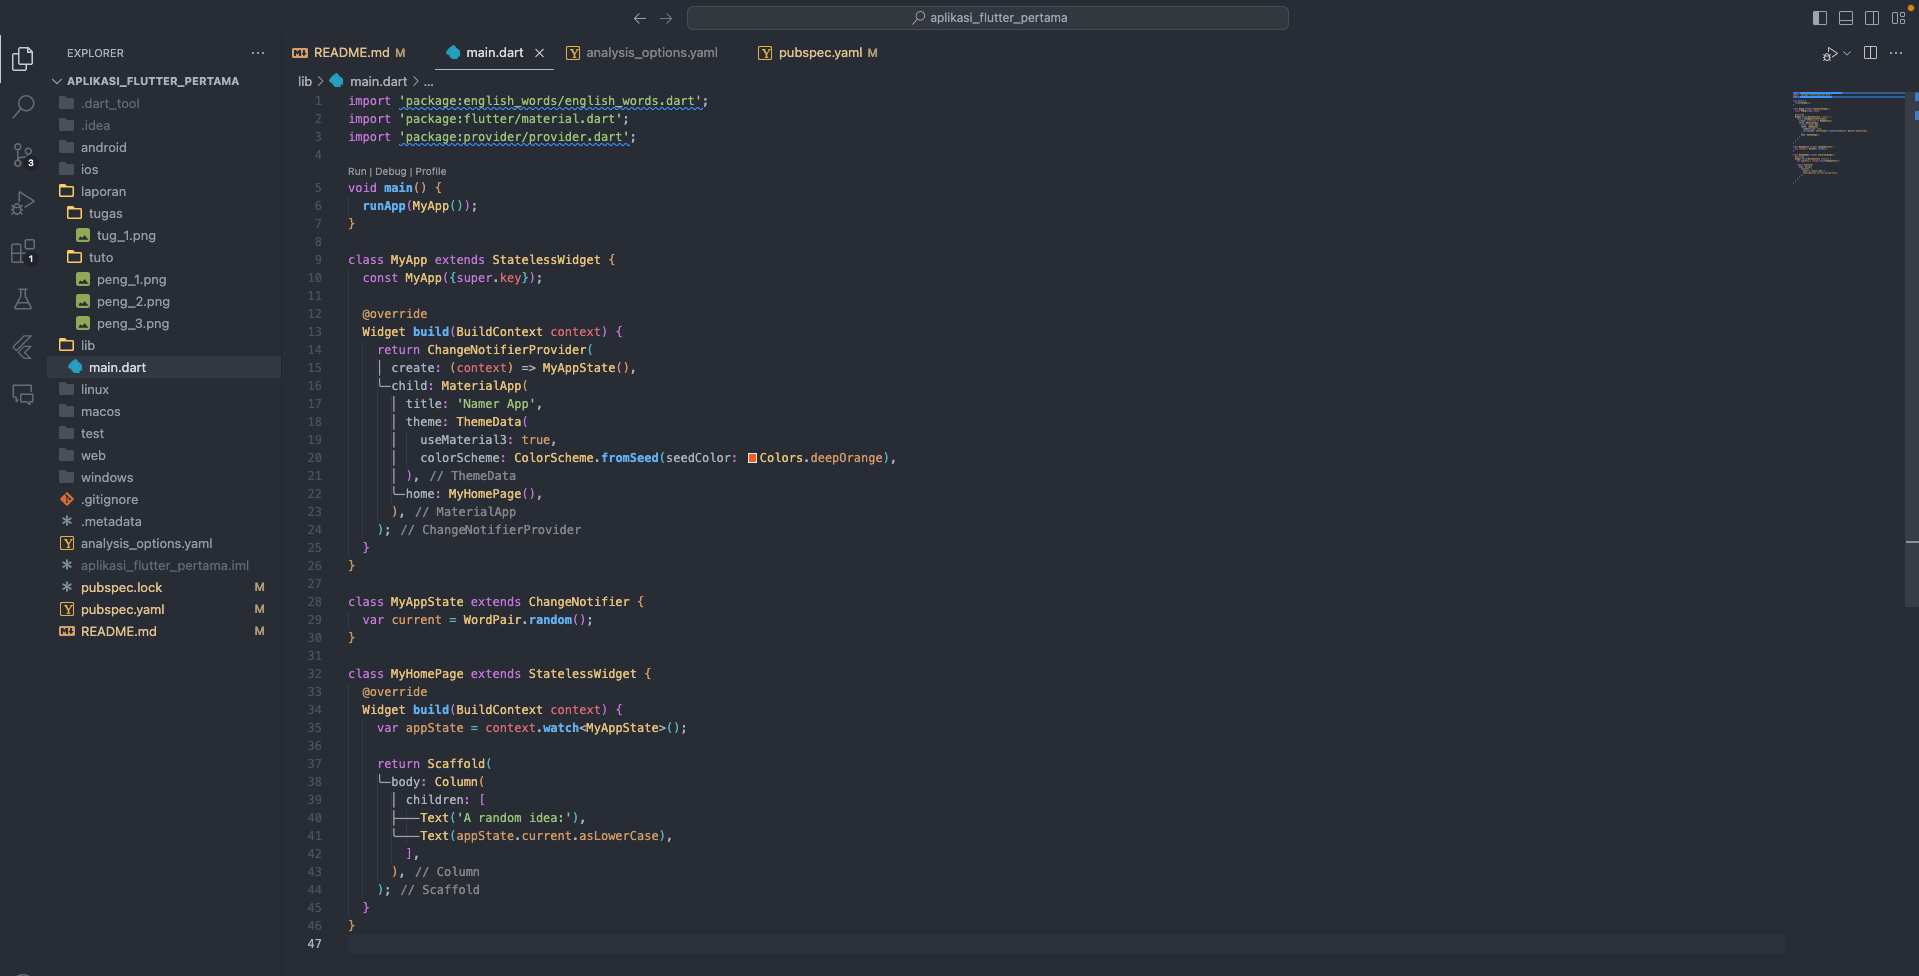 aplikasi_flutter_pertama
EXPLORER
README.md M
main.dart
analysis_options.yaml
pubspec.yaml M
APLIKASI_FLUTTER_PERTAMA
.dart_tool
.idea
android
ios
laporan
tugas
tug_1.png
tuto
peng_1.png
peng_2.png
peng_3.png
lib
main.dart
linux
macos
test
web
windows
.gitignore
.metadata
analysis_options.yaml
aplikasi_flutter_pertama.iml
pubspec.lock M
pubspec.yaml M
README.md M
3
1
lib > main.dart > ...
1 import 'package:english_words/english_words.dart';
2 import 'package:flutter/material.dart';
3 import 'package:provider/provider.dart';
4
Run | Debug | Profile
5 void main() {
6   runApp(MyApp());
7 }
8
9 class MyApp extends StatelessWidget {
10   const MyApp({super.key});
11
12   @override
13   Widget build(BuildContext context) {
14     return ChangeNotifierProvider(
15       create: (context) => MyAppState(),
16       child: MaterialApp(
17         title: 'Namer App',
18         theme: ThemeData(
19           useMaterial3: true,
20           colorScheme: ColorScheme.fromSeed(seedColor: Colors.deepOrange),
21         ), // ThemeData
22         home: MyHomePage(),
23       ), // MaterialApp
24     ); // ChangeNotifierProvider
25   }
26 }
27
28 class MyAppState extends ChangeNotifier {
29   var current = WordPair.random();
30 }
31
32 class MyHomePage extends StatelessWidget {
33   @override
34   Widget build(BuildContext context) {
35     var appState = context.watch<MyAppState>();
36
37     return Scaffold(
38       body: Column(
39         children: [
40           Text('A random idea:'),
41           Text(appState.current.asLowerCase),
42         ],
43       ), // Column
44     ); // Scaffold
45   }
46 }
47